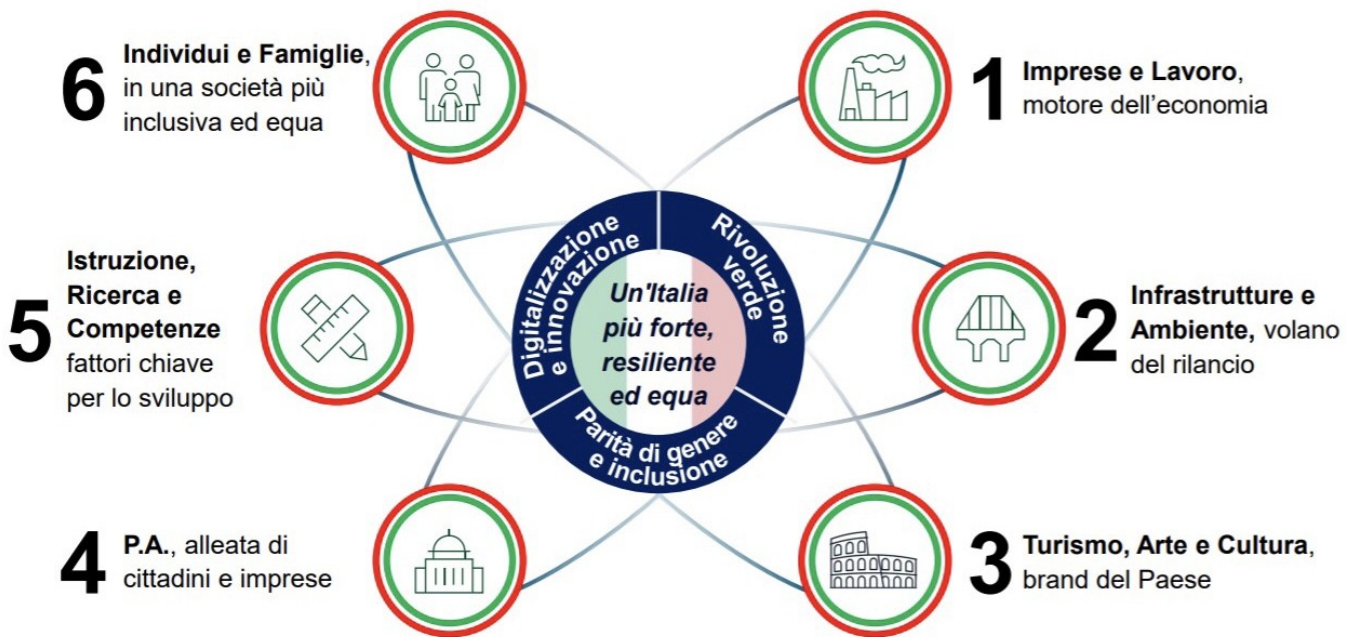 6
Individui e Famiglie,
in una società più
inclusiva ed equa
1
Imprese e Lavoro,
motore dell'economia
5
Istruzione,
Ricerca e
Competenze
fattori chiave
per lo sviluppo
Digitalizzazione
e innovazione
Rivoluzione
verde
Un'Italia
più forte,
resiliente
ed equa
Parità di genere
e inclusione
2
Infrastrutture e
Ambiente, volano
del rilancio
4
P.A., alleata di
cittadini e imprese
3
Turismo, Arte e Cultura,
brand del Paese